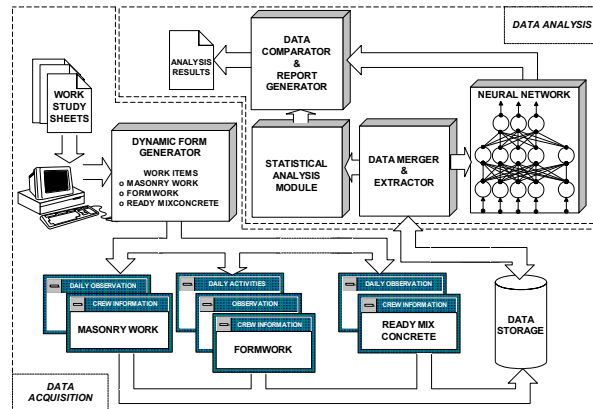 DATA ANALYSIS
DATA
COMPARATOR
&
REPORT
GENERATOR
ANALYSIS
RESULTS
WORK
STUDY
SHEETS
NEURAL NETWORK
DYNAMIC FORM
GENERATOR
WORK ITEMS
o MASONRY WORK
o FORMWORK
o READY MIXCONCRETE
STATISTICAL
ANALYSIS
MODULE
DATA MERGER
&
EXTRACTOR
DAILY OBSERVATION
CREW INFORMATION
MASONRY WORK
DAILY ACTIVITIES
OBSERVATION
CREW INFORMATION
FORMWORK
DAILY OBSERVATION
CREW INFORMATION
READY MIX
CONCRETE
DATA
STORAGE
DATA
ACQUISITION